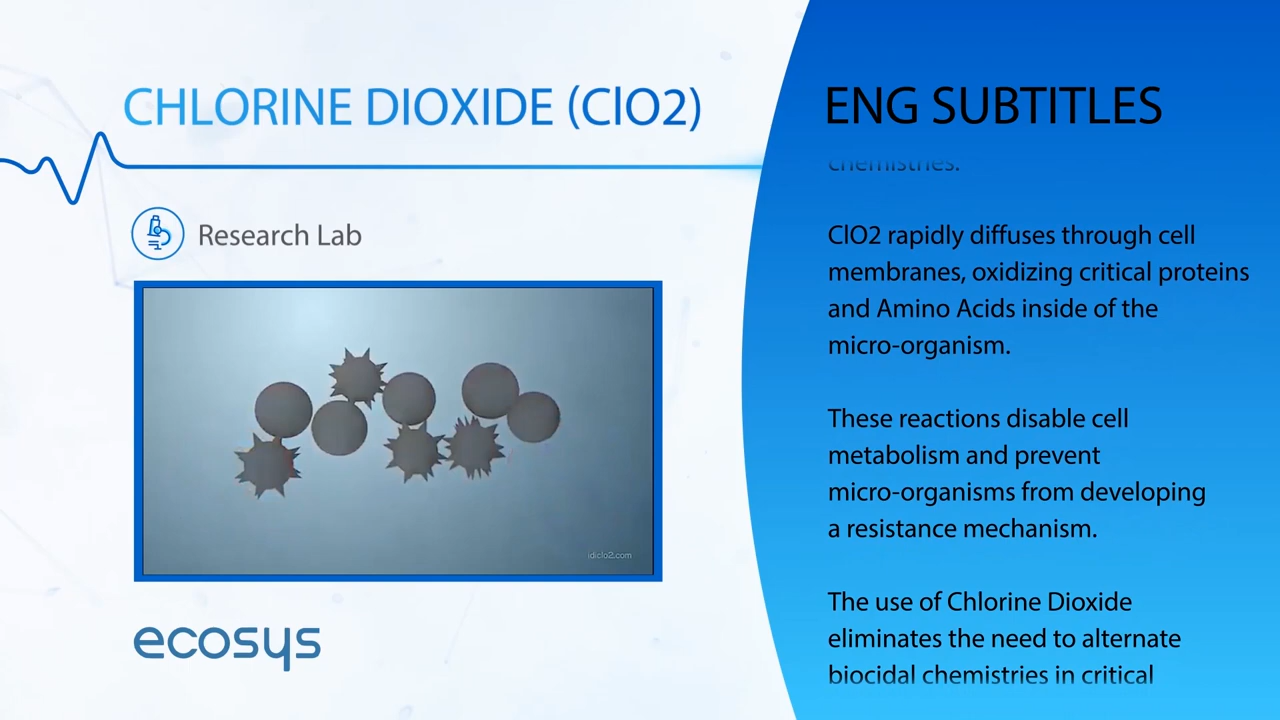 CHLORINE DIOXIDE (ClO2)
Research Lab
idiclo2.com
ecosys
ENG SUBTITLES
chemistries.
ClO2 rapidly diffuses through cell
membranes, oxidizing critical proteins
and Amino Acids inside of the
micro-organism.
These reactions disable cell
metabolism and prevent
micro-organisms from developing
a resistance mechanism.
The use of Chlorine Dioxide
eliminates the need to alternate
biocidal chemistries in critical